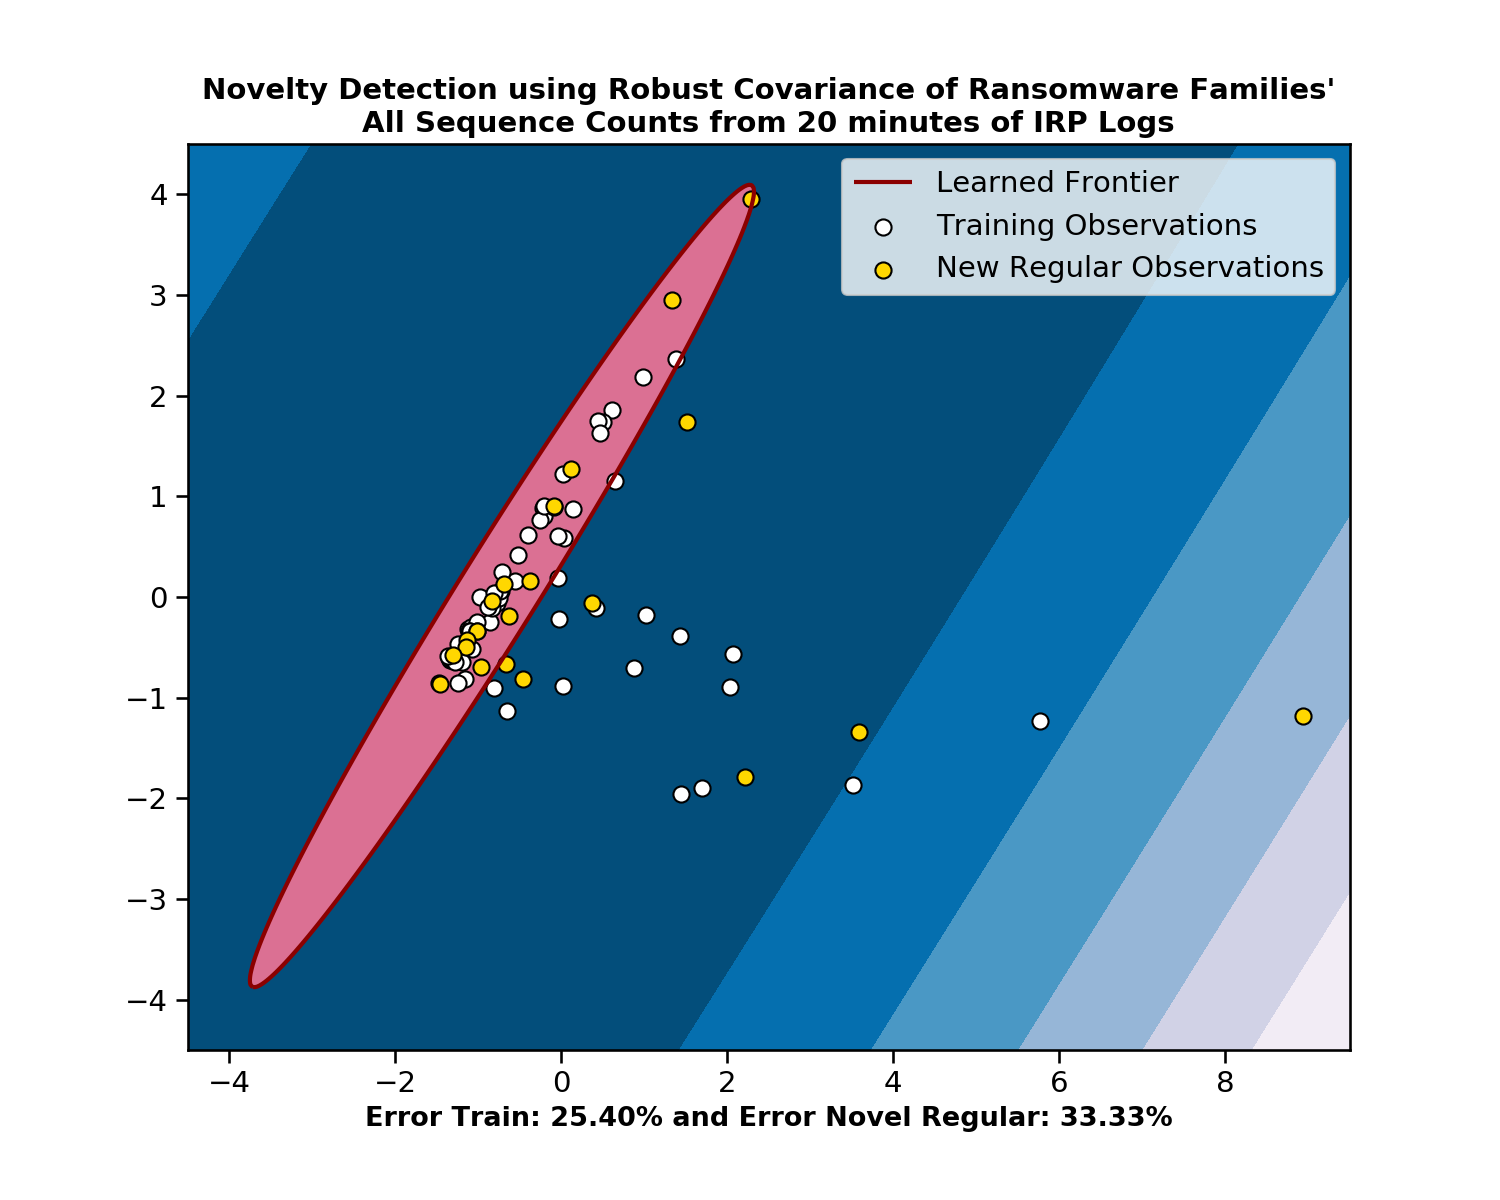 Novelty Detection using Robust Covariance of Ransomware Families'
All Sequence Counts from 20 minutes of IRP Logs
Learned Frontier
Training Observations
New Regular Observations
4
3
2
1
0
−1
−2
−3
−4
−4 −2 0 2 4 6 8
Error Train: 25.40% and Error Novel Regular: 33.33%